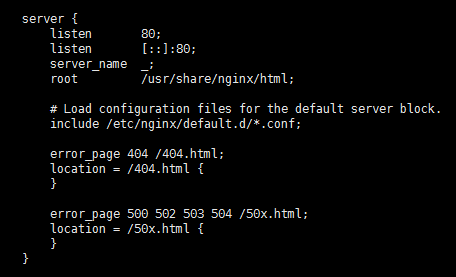 server {
    listen       80;
    listen       [::]:80;
    server_name  _;
    root         /usr/share/nginx/html;

    # Load configuration files for the default server block.
    include /etc/nginx/default.d/*.conf;

    error_page 404 /404.html;
    location = /404.html {
    }

    error_page 500 502 503 504 /50x.html;
    location = /50x.html {
    }
}